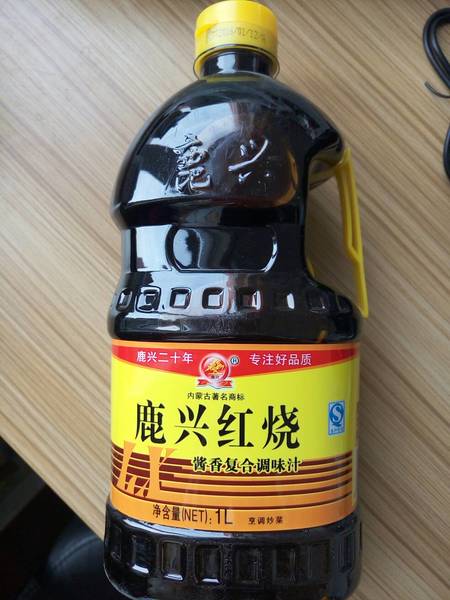 鹿兴
鹿兴二十年 ® 专注好品质
内蒙古著名商标
鹿兴红烧
酱香复合调味汁
净含量(NET): 1L
烹调炒菜